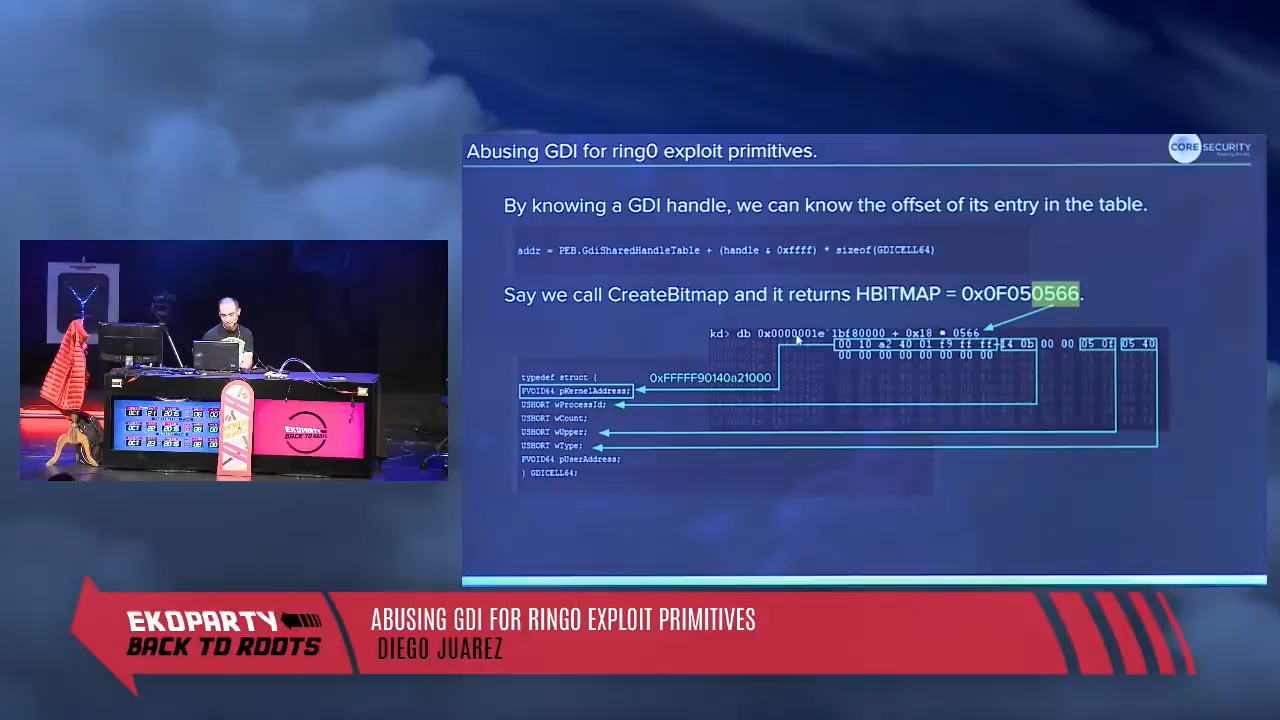 Abusing GDI for ring0 exploit primitives.
CORE SECURITY
By knowing a GDI handle, we can know the offset of its entry in the table.
addr = PEB.GdiSharedHandleTable + (handle & 0xffff) * sizeof(GDICELL64)
Say we call CreateBitmap and it returns HBITMAP = 0x0F050566.
kd> db 0x0000001e`1bf80000 + 0x18 * 0566
00 10 a2 40 01 f9 ff ff-14 0b 00 00 05 0f 05 40
00 00 00 00 00 00 00 00
typedef struct {
0xFFFFF90140a21000
PVOID64 pKernelAddress;
USHORT wProcessId;
USHORT wCount;
USHORT wUpper;
USHORT wType;
PVOID64 pUserAddress;
} GDICELL64;
EKOPARTY
BACK TO ROOTS
EKOPARTY
BACK TO ROOTS
ABUSING GDI FOR RING0 EXPLOIT PRIMITIVES
DIEGO JUAREZ